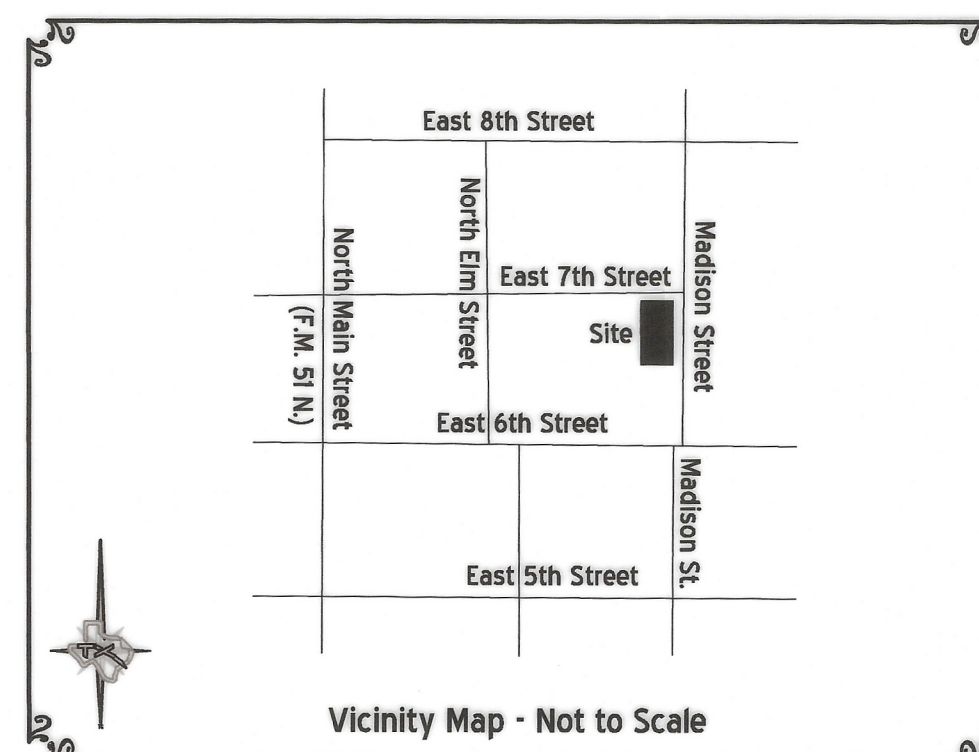 East 8th Street
North Elm Street
Madison Street
North Main Street
(F.M. 51 N.)
East 7th Street
Site
East 6th Street
Madison St.
East 5th Street
TX
Vicinity Map - Not to Scale